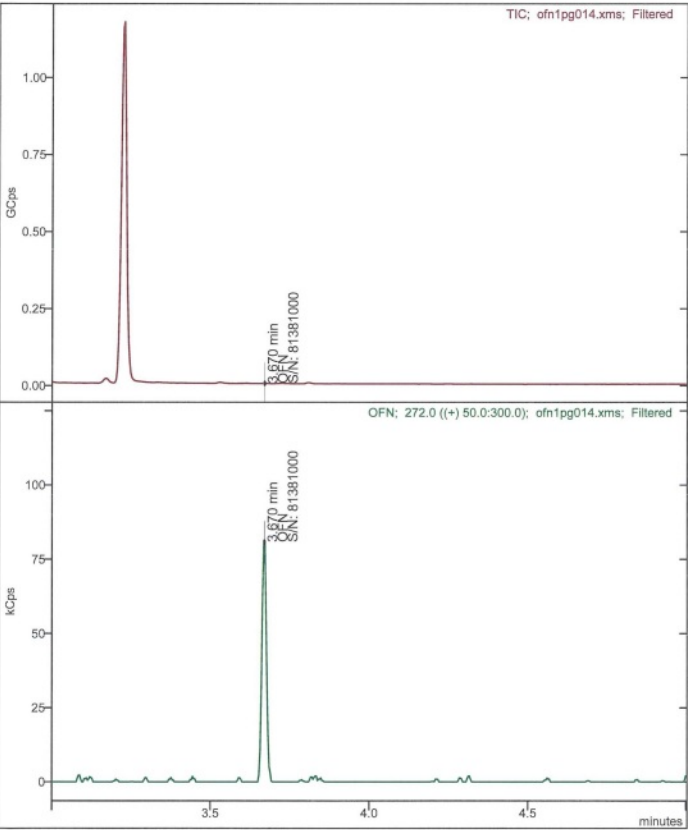 TIC; ofn1pg014.xms; Filtered
1.00
0.75
GCps
0.50
0.25
0.00
3.670 min
OFN
S/N: 81381000
OFN; 272.0 ((+) 50.0:300.0); ofn1pg014.xms; Filtered
100
75
kCps
50
25
0
3.670 min
OFN
S/N: 81381000
3.5
4.0
4.5
minutes